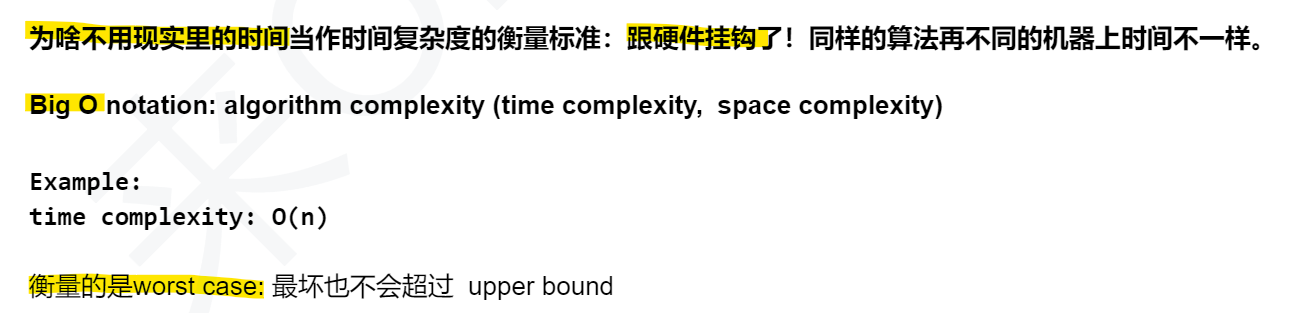 为啥不用现实里的时间当作时间复杂度的衡量标准：跟硬件挂钩了！同样的算法再不同的机器上时间不一样。
Big O notation: algorithm complexity (time complexity,  space complexity)
Example:
time complexity: O(n)
衡量的是worst case: 最坏也不会超过  upper bound